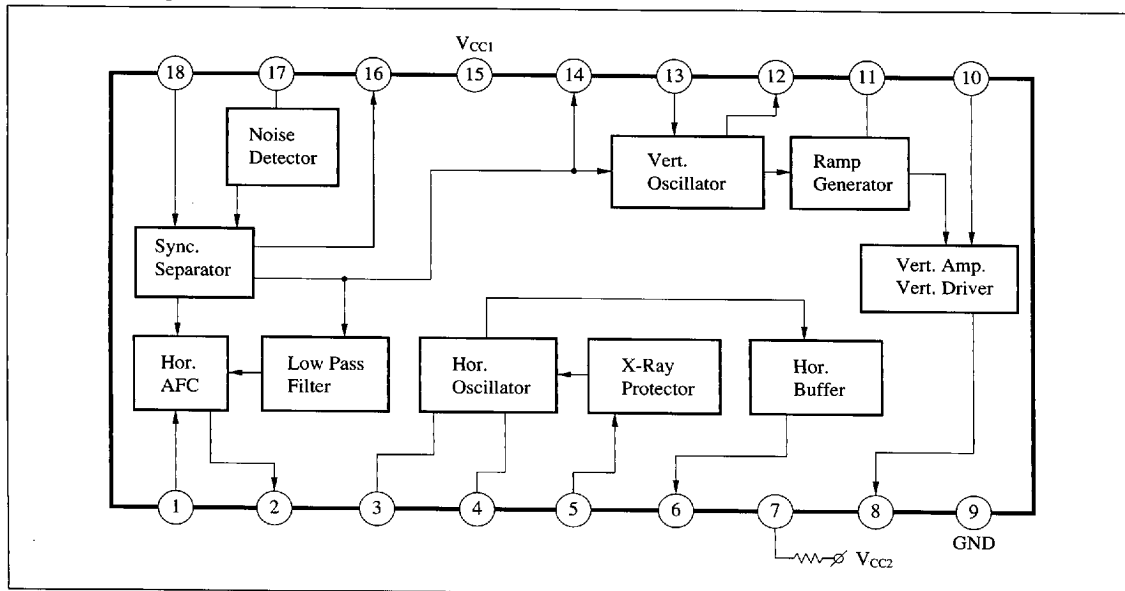 VCC1
18 17 16 15 14 13 12 11 10
Noise
Detector
Vert.
Oscillator
Ramp
Generator
Sync.
Separator
Vert. Amp.
Vert. Driver
Hor.
AFC
Low Pass
Filter
Hor.
Oscillator
X-Ray
Protector
Hor.
Buffer
1 2 3 4 5 6 7 8 9
GND
VCC2